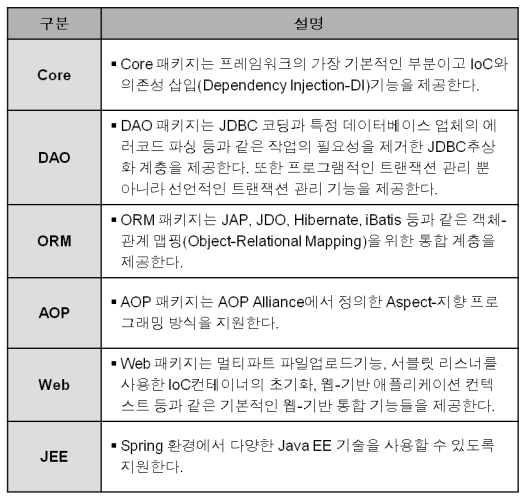 구분 설명
Core
▪ Core 패키지는 프레임워크의 가장 기본적인 부분이고 IoC와
의존성 삽입(Dependency Injection-DI)기능을 제공한다.
DAO
▪ DAO 패키지는 JDBC 코딩과 특정 데이터베이스 업체의 에
러코드 파싱 등과 같은 작업의 필요성을 제거한 JDBC추상
화 계층을 제공한다. 또한 프로그램적인 트랜잭션 관리 뿐
아니라 선언적인 트랜잭션 관리 기능을 제공한다.
ORM
▪ ORM 패키지는 JAP, JDO, Hibernate, iBatis 등과 같은 객체-
관계 맵핑(Object-Relational Mapping)을 위한 통합 계층을
제공한다.
AOP
▪ AOP 패키지는 AOP Alliance에서 정의한 Aspect-지향 프로
그래밍 방식을 지원한다.
Web
▪ Web 패키지는 멀티파트 파일업로드기능, 서블릿 리스너를
사용한 IoC컨테이너의 초기화, 웹-기반 애플리케이션 컨텍
스트 등과 같은 기본적인 웹-기반 통합 기능들을 제공한다.
JEE
▪ Spring 환경에서 다양한 Java EE 기술을 사용할 수 있도록
지원한다.